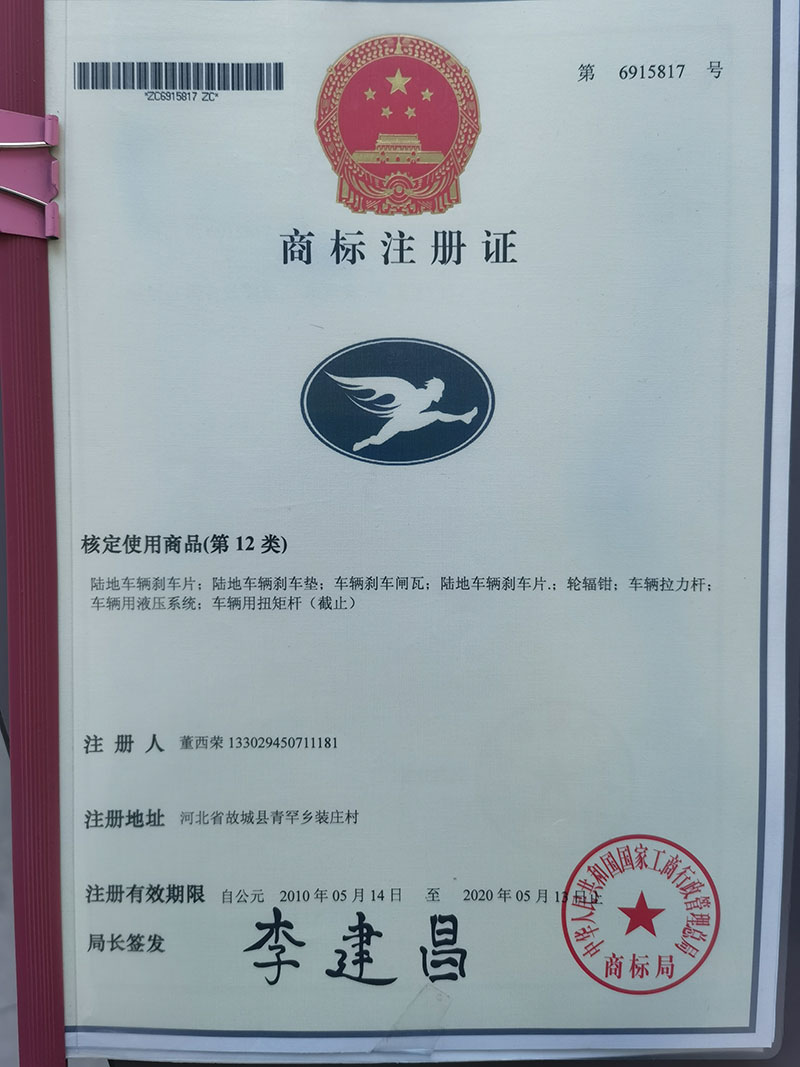 第 6915817 号
*ZC6915817 ZC*
商标注册证
核定使用商品(第 12 类)
陆地车辆刹车片；陆地车辆刹车垫；车辆刹车闸瓦；陆地车辆刹车片.；轮辐钳；车辆拉力杆；
车辆用液压系统；车辆用扭矩杆（截止）
注 册 人 董西荣 133029450711181
注册地址 河北省故城县青罕乡装庄村
注册有效期限 自公元 2010 年 05 月 14 日 至 2020 年 05 月 13 日止
局长签发 李建昌
中华人民共和国国家工商行政管理总局
商标局